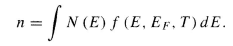 n = ∫ N (E) f (E, E_F, T) dE.